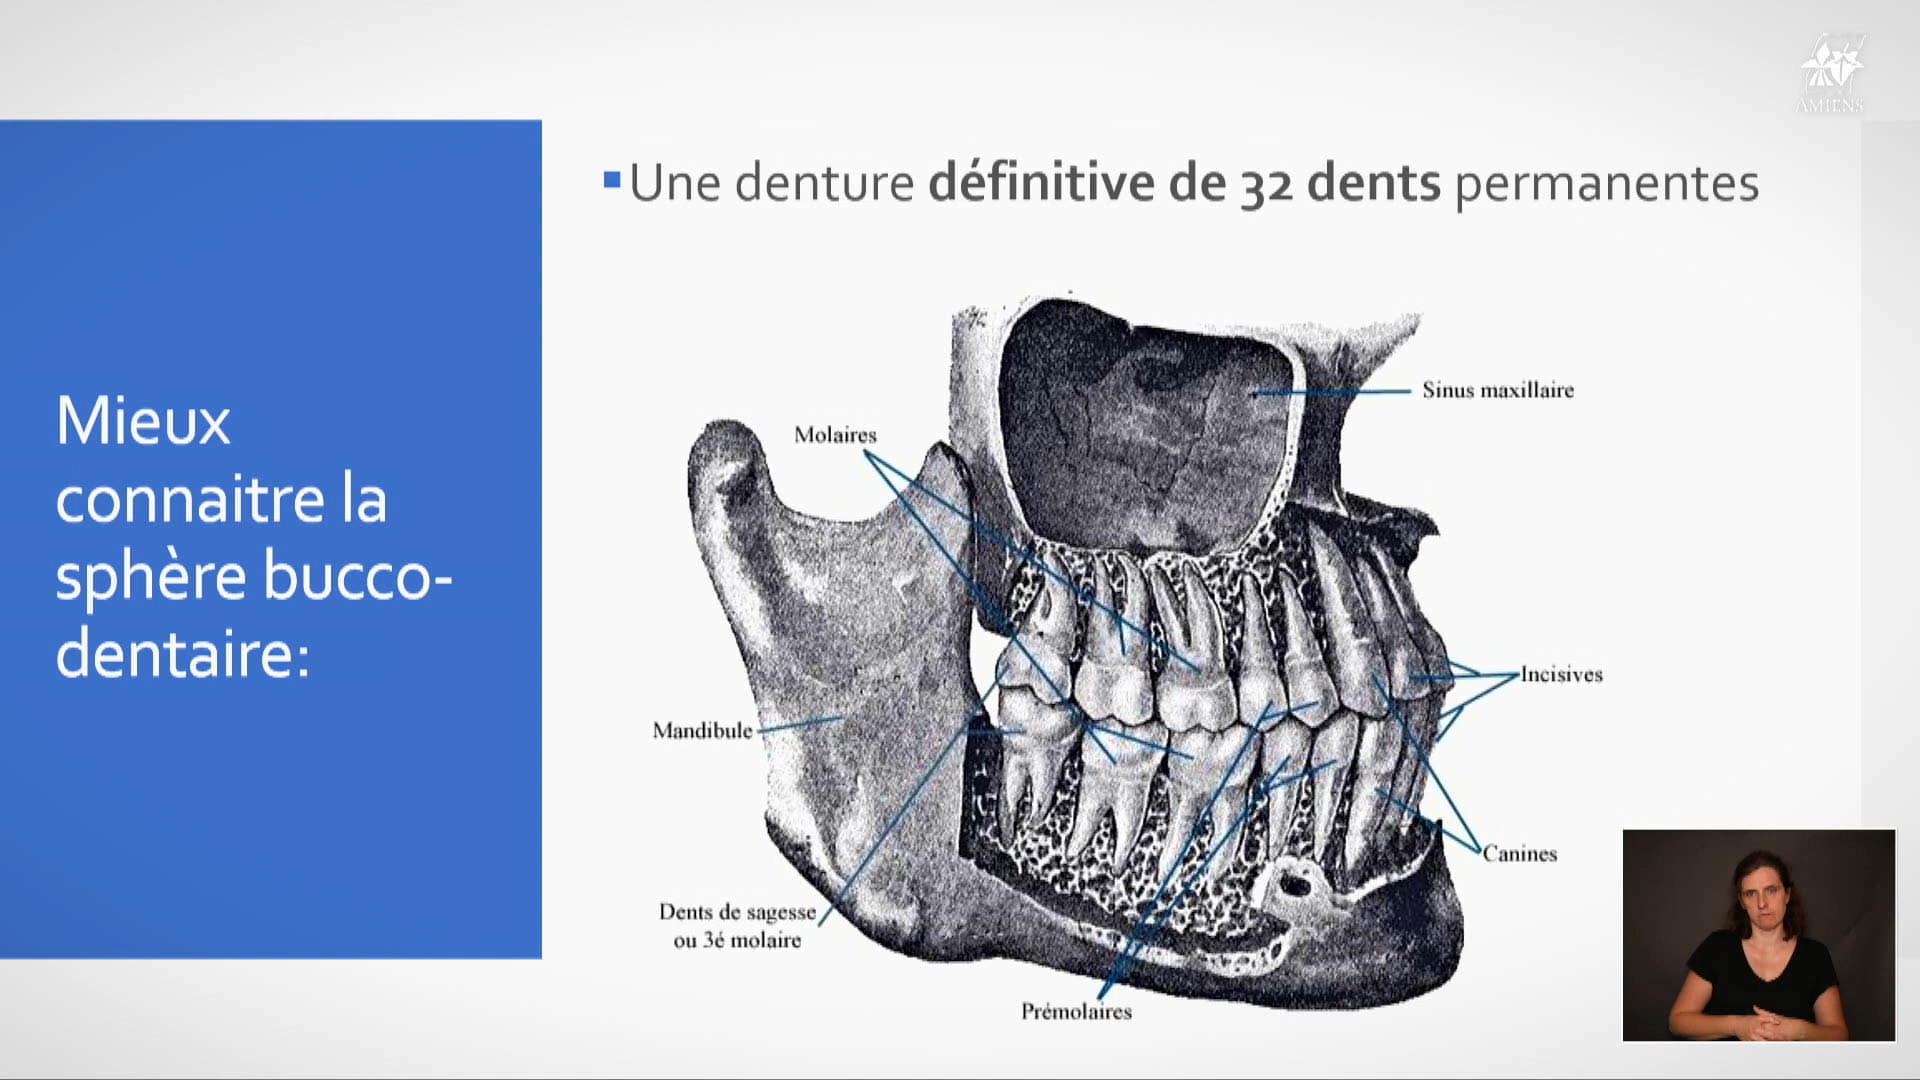 AMIENS
▪Une denture définitive de 32 dents permanentes
Mieux
connaitre la
sphère bucco-
dentaire:
Sinus maxillaire
Molaires
Incisives
Mandibule
Canines
Dents de sagesse
ou 3é molaire
Prémolaires